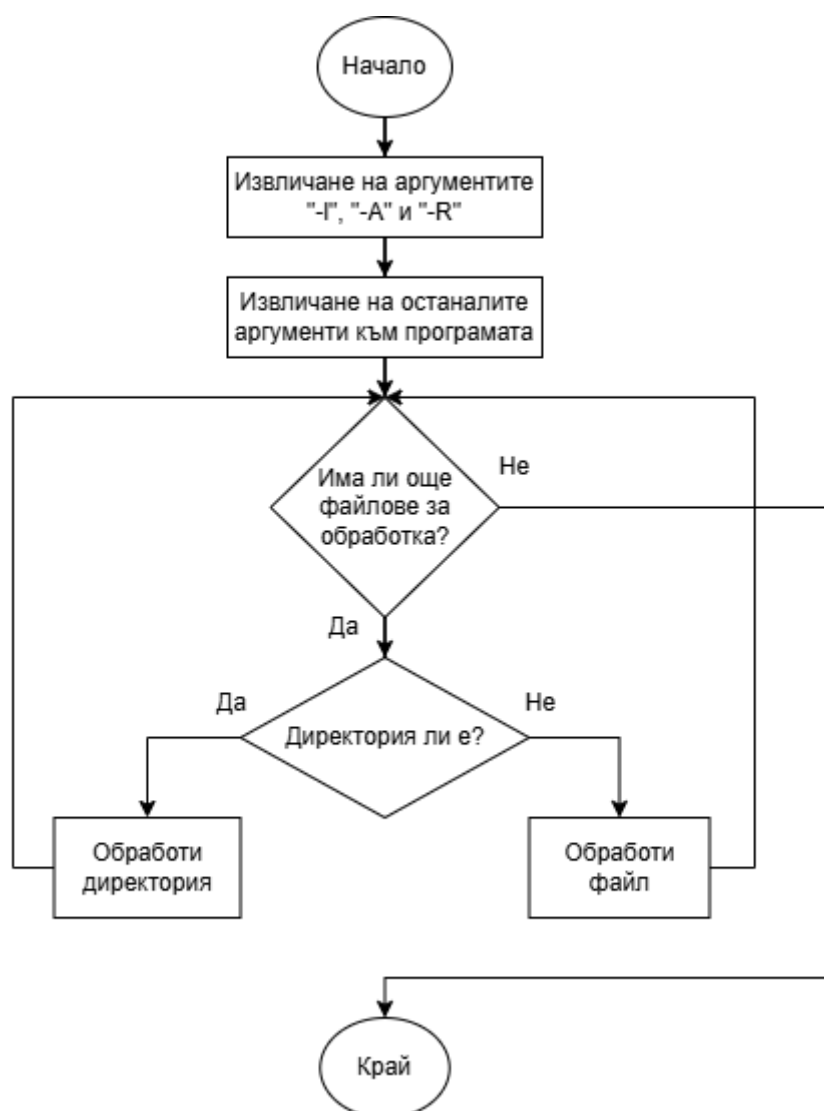 Начало
Извличане на аргументите
"-l", "-A" и "-R"
Извличане на останалите
аргументи към програмата
Има ли още
файлове за
обработка?
Не
Да
Да
Не
Директория ли е?
Обработи
директория
Обработи
файл
Край